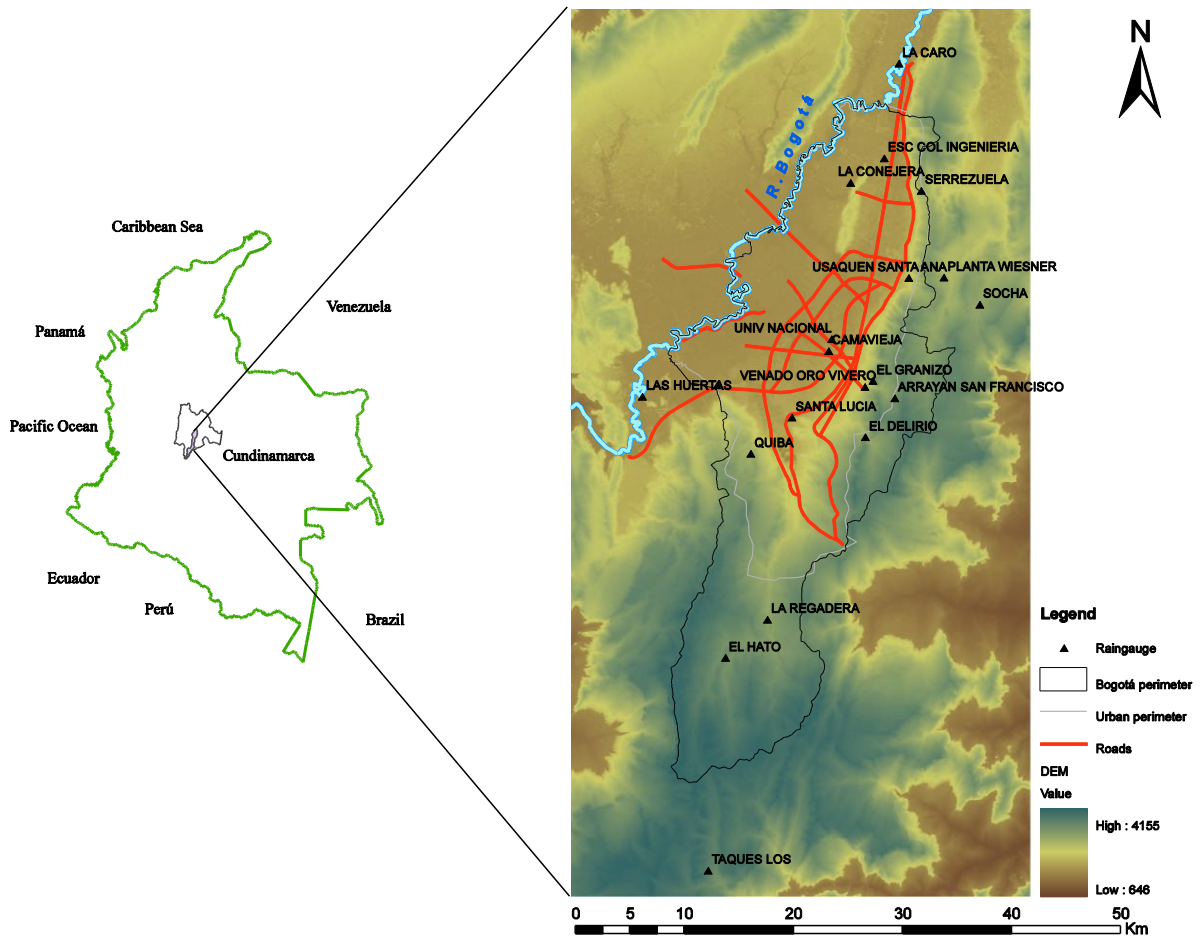 N
LA CARO
R. Bogotá
ESC COL INGENIERIA
LA CONEJERA
SERREZUELA
Caribbean Sea
USAQUEN SANTA ANA
PLANTA WIESNER
SOCHA
Venezuela
Panamá
UNIV NACIONAL
CAMAVIEJA
VENADO ORO VIVERO
EL GRANIZO
LAS HUERTAS
ARRAYAN SAN FRANCISCO
SANTA LUCIA
Pacific Ocean
EL DELIRIO
QUIBA
Cundinamarca
Ecuador
Perú
Brazil
LA REGADERA
EL HATO
TAQUES LOS
Legend
Raingauge
Bogotá perimeter
Urban perimeter
Roads
DEM
Value
High : 4155
Low : 646
0 5 10 20 30 40 50
Km